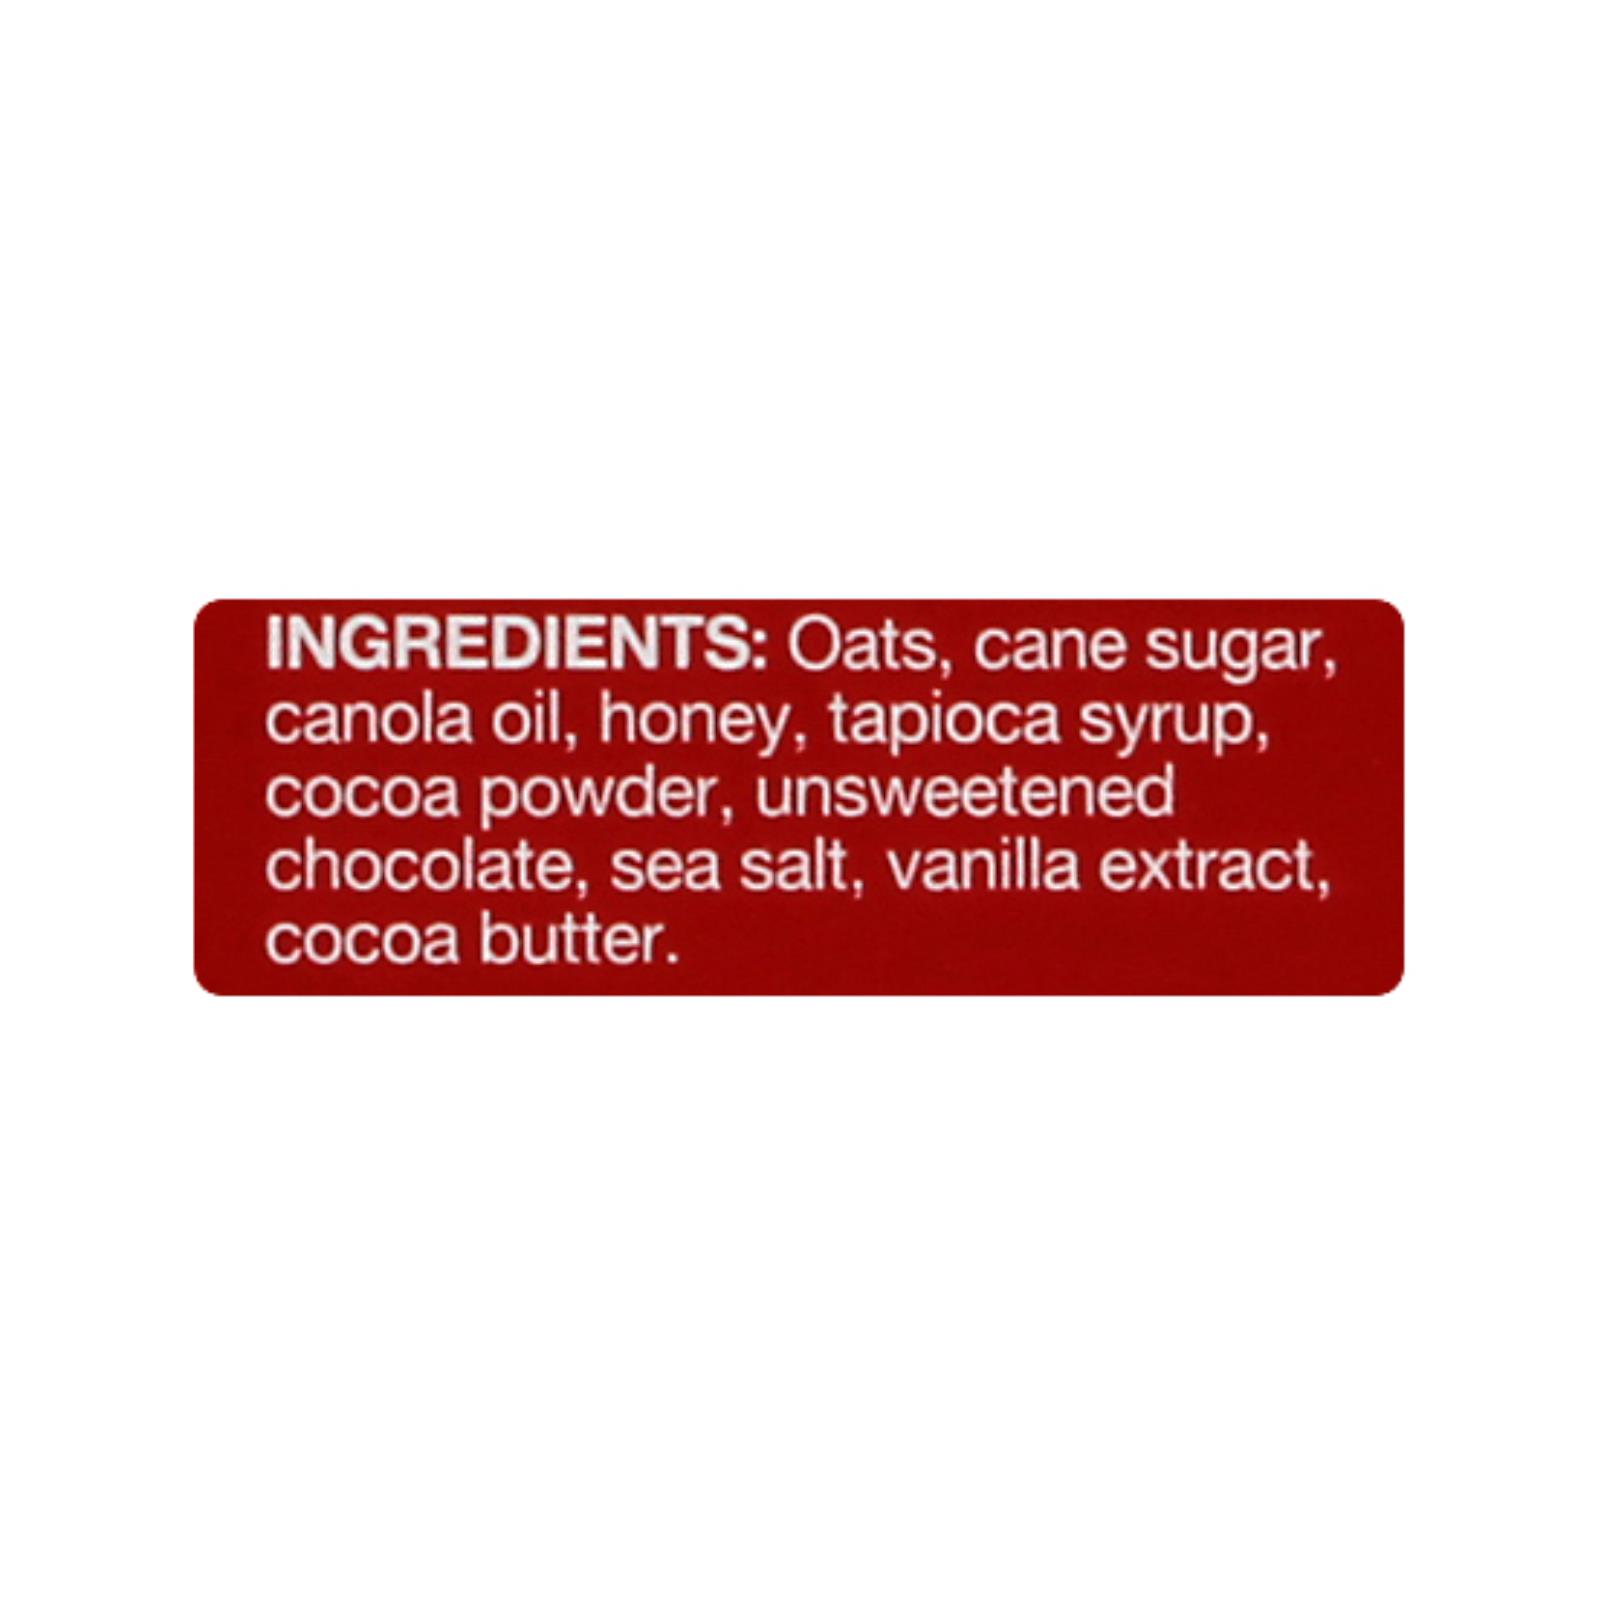 INGREDIENTS: Oats, cane sugar,
canola oil, honey, tapioca syrup,
cocoa powder, unsweetened
chocolate, sea salt, vanilla extract,
cocoa butter.